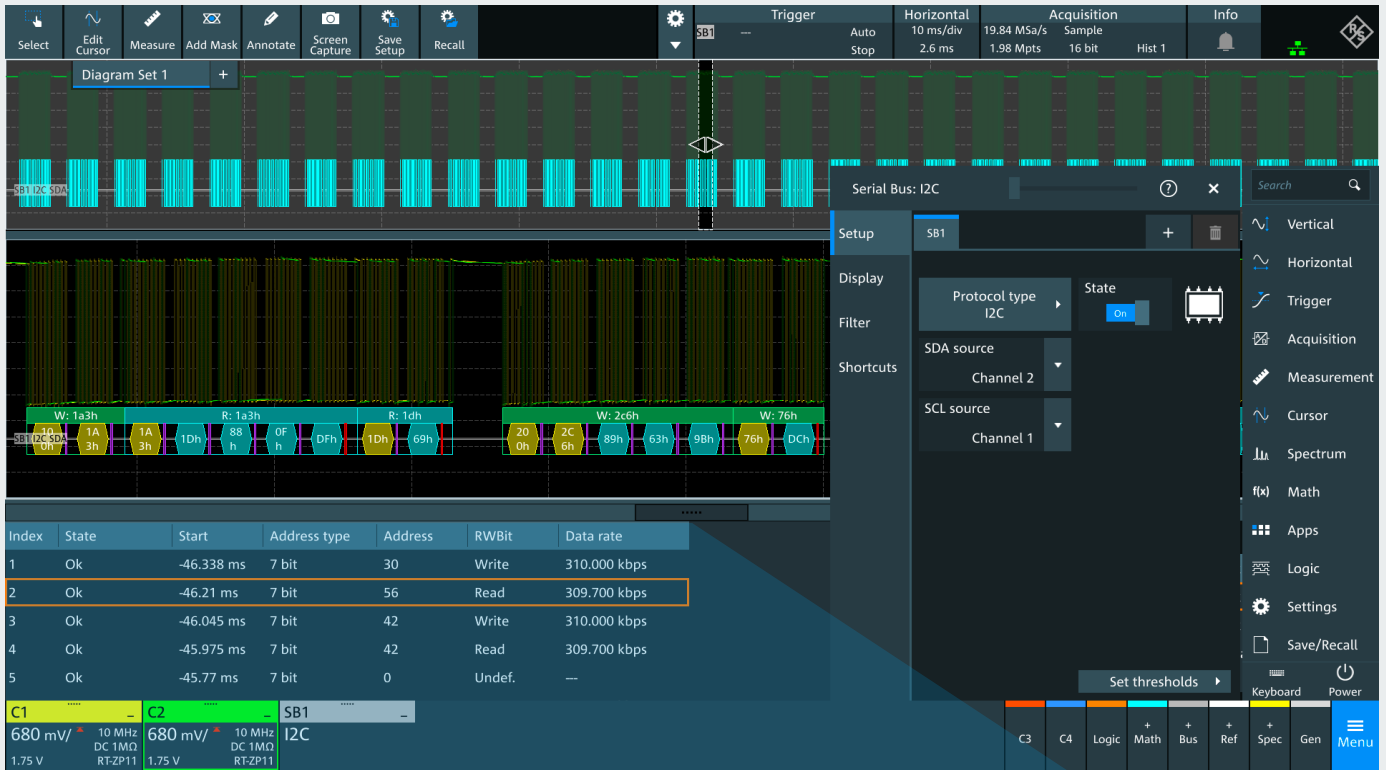 Select
Edit
Cursor
Measure
Add Mask
Annotate
Screen
Capture
Save
Setup
Recall
SB1
Trigger
---
Auto
Stop
Horizontal
10 ms/div
2.6 ms
Acquisition
19.84 MSa/s Sample
1.98 Mpts 16 bit Hist 1
Info
R&S
Diagram Set 1 +
SB1 I2C SDA
W: 1a3h R: 1a3h R: 1dh W: 2c6h W: 76h
SB1 I2C SDA
10
0h
1A
3h
1A
3h
1Dh
88
h
0F
h
DFh
1Dh
69h
20
0h
2C
6h
89h
63h
9Bh
76h
DCh
Index State Start Address type Address RWBit Data rate
1 Ok -46.338 ms 7 bit 30 Write 310.000 kbps
2 Ok -46.21 ms 7 bit 56 Read 309.700 kbps
3 Ok -46.045 ms 7 bit 42 Write 310.000 kbps
4 Ok -45.975 ms 7 bit 42 Read 309.700 kbps
5 Ok -45.77 ms 7 bit 0 Undef. ---
Serial Bus: I2C
Setup
Display
Filter
Shortcuts
SB1 +
Protocol type
I2C
State
On
SDA source
Channel 2
SCL source
Channel 1
Set thresholds
Search
Vertical
Horizontal
Trigger
Acquisition
Measurement
Cursor
Spectrum
f(x) Math
Apps
Logic
Settings
Save/Recall
Keyboard
Power
C1
680 mV/ 10 MHz
DC 1MΩ
1.75 V RT-ZP11
C2
680 mV/ 10 MHz
DC 1MΩ
1.75 V RT-ZP11
SB1
I2C
C3
C4
Logic
+
Math
+
Bus
+
Ref
+
Spec
Gen
Menu